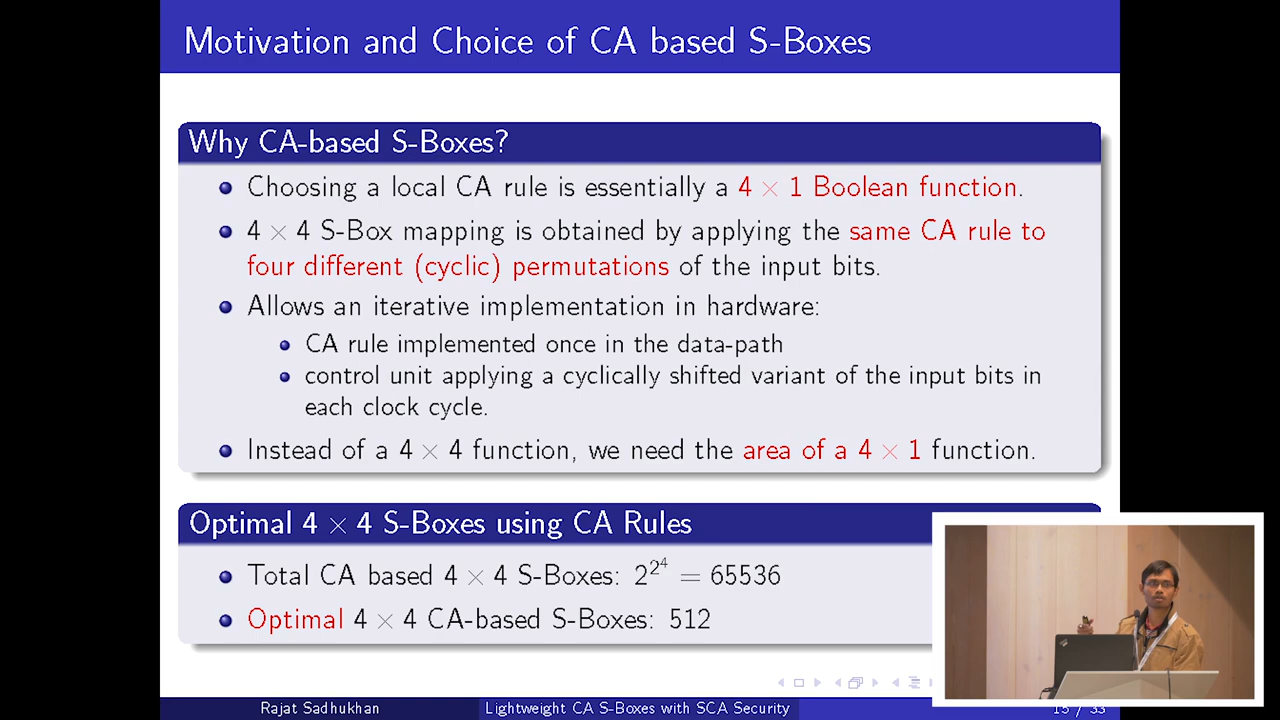 Motivation and Choice of CA based S-Boxes
Why CA-based S-Boxes?
Choosing a local CA rule is essentially a 4 × 1 Boolean function.
4 × 4 S-Box mapping is obtained by applying the same CA rule to
four different (cyclic) permutations of the input bits.
Allows an iterative implementation in hardware:
CA rule implemented once in the data-path
control unit applying a cyclically shifted variant of the input bits in
each clock cycle.
Instead of a 4 × 4 function, we need the area of a 4 × 1 function.
Optimal 4 × 4 S-Boxes using CA Rules
Total CA based 4 × 4 S-Boxes: 2^{2^4} = 65536
Optimal 4 × 4 CA-based S-Boxes: 512
Rajat Sadhukhan Lightweight CA S-Boxes with SCA Security 15 / 33